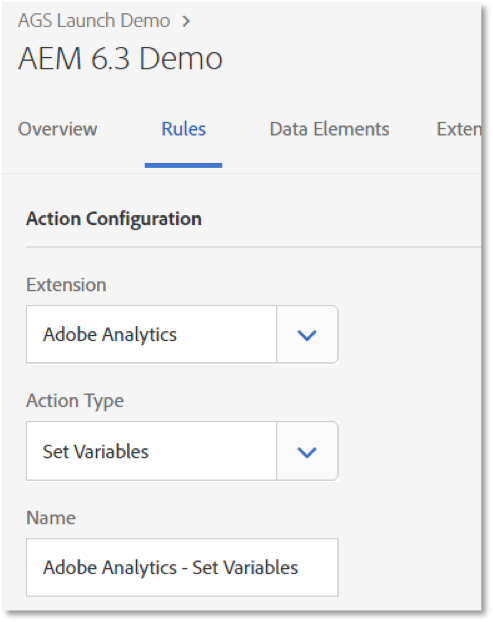 AGS Launch Demo >
AEM 6.3 Demo
Overview Rules Data Elements Exten
Action Configuration
Extension
Adobe Analytics
Action Type
Set Variables
Name
Adobe Analytics - Set Variables